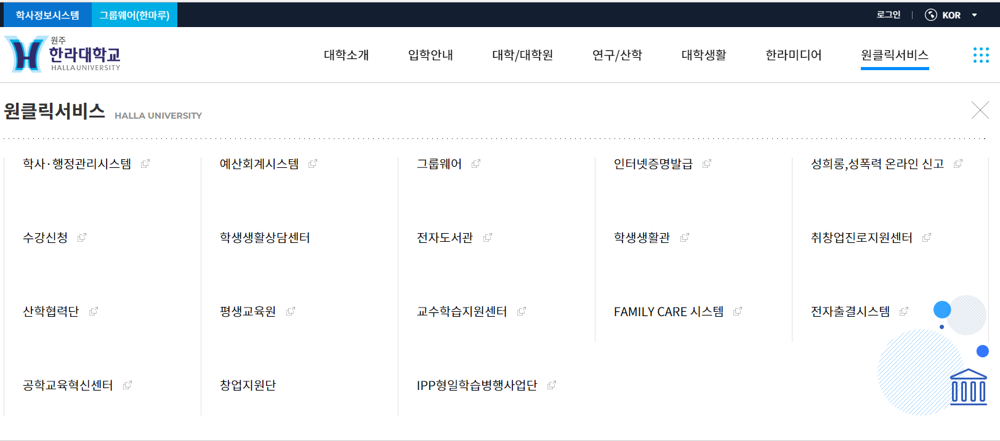 학사정보시스템 그룹웨어(한마루) 로그인 KOR
원주
한라대학교
HALLA UNIVERSITY
대학소개 입학안내 대학/대학원 연구/산학 대학생활 한라미디어 원클릭서비스
원클릭서비스 HALLA UNIVERSITY
학사·행정관리시스템 예산회계시스템 그룹웨어 인터넷증명발급 성희롱,성폭력 온라인 신고
수강신청 학생생활상담센터 전자도서관 학생생활관 취창업진로지원센터
산학협력단 평생교육원 교수학습지원센터 FAMILY CARE 시스템 전자출결시스템
공학교육혁신센터 창업지원단 IPP형일학습병행사업단